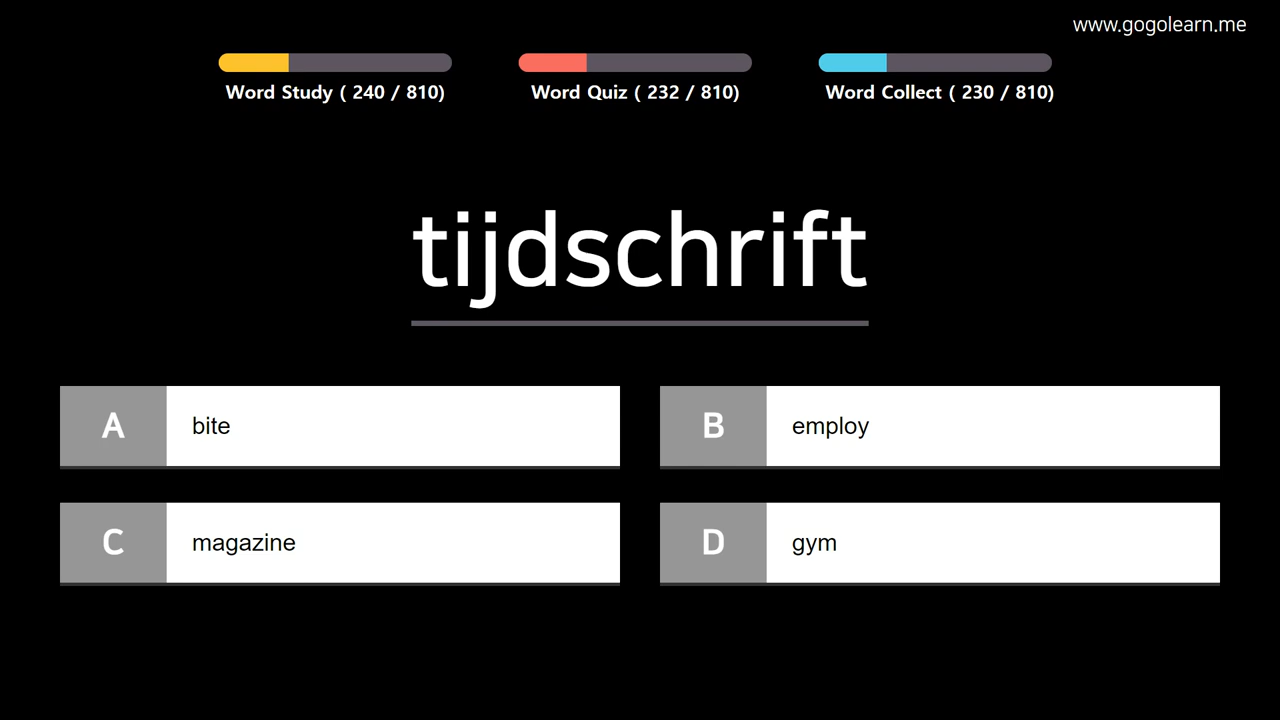 www.gogolearn.me
Word Study ( 240 / 810)
Word Quiz ( 232 / 810)
Word Collect ( 230 / 810)
tijdschrift
A bite
B employ
C magazine
D gym